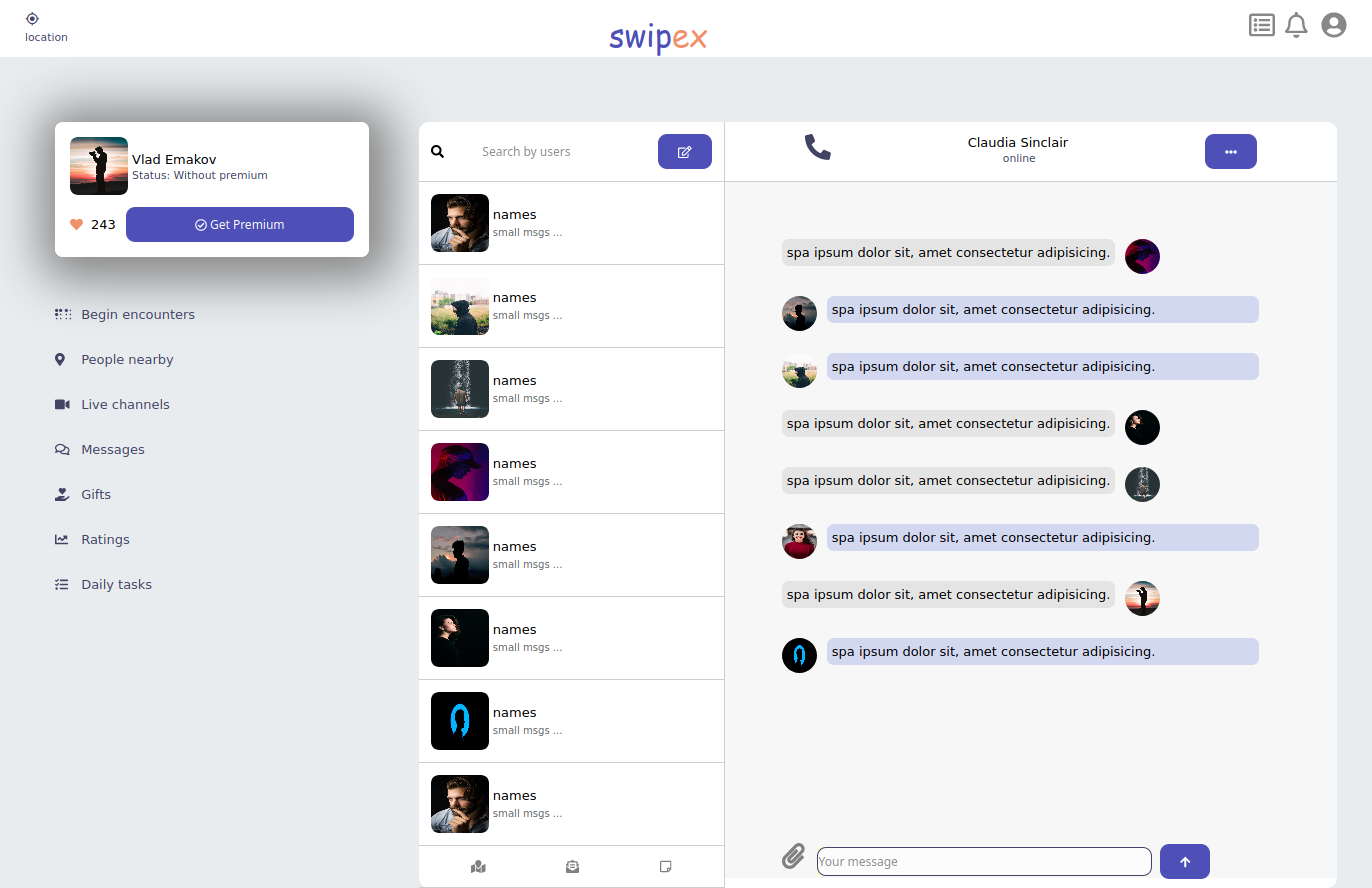 location
swipex
Vlad Emakov
Status: Without premium
243
Get Premium
Begin encounters
People nearby
Live channels
Messages
Gifts
Ratings
Daily tasks
Search by users
names
small msgs ...
names
small msgs ...
names
small msgs ...
names
small msgs ...
names
small msgs ...
names
small msgs ...
names
small msgs ...
names
small msgs ...
Claudia Sinclair
online
spa ipsum dolor sit, amet consectetur adipisicing.
spa ipsum dolor sit, amet consectetur adipisicing.
spa ipsum dolor sit, amet consectetur adipisicing.
spa ipsum dolor sit, amet consectetur adipisicing.
spa ipsum dolor sit, amet consectetur adipisicing.
spa ipsum dolor sit, amet consectetur adipisicing.
spa ipsum dolor sit, amet consectetur adipisicing.
spa ipsum dolor sit, amet consectetur adipisicing.
Your message